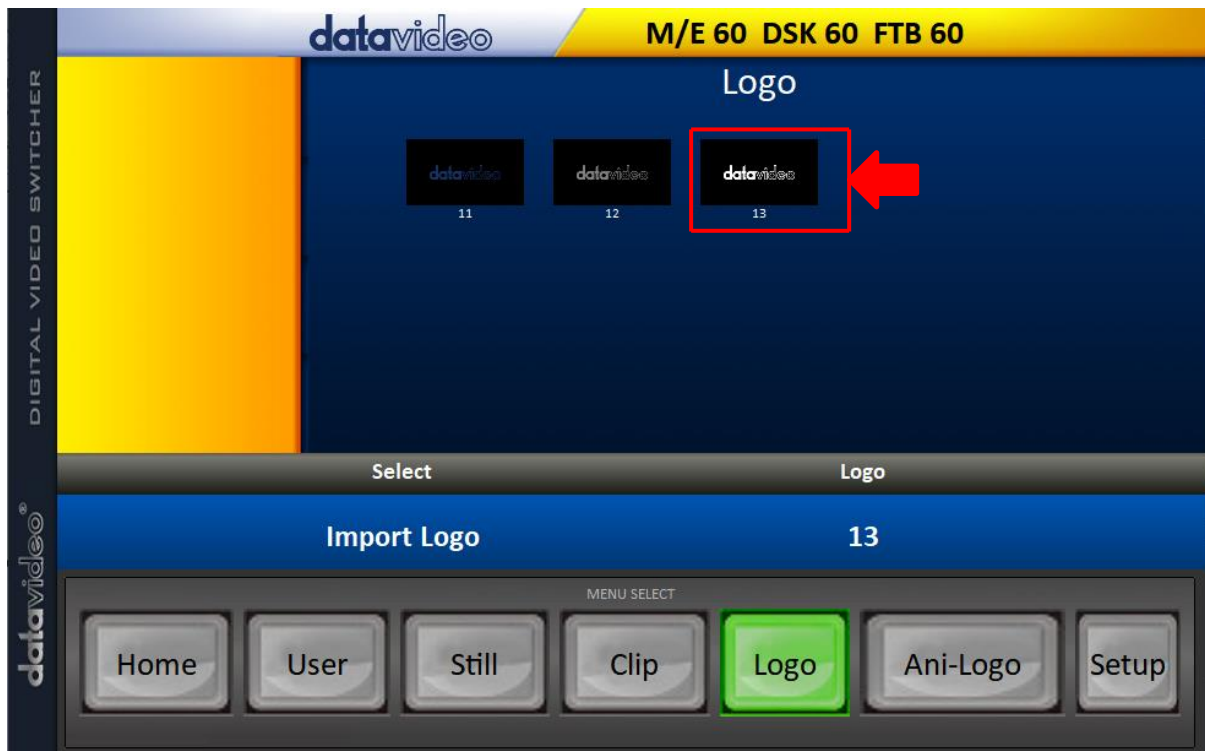 datavideo
M/E 60 DSK 60 FTB 60
DIGITAL VIDEO SWITCHER
Logo
datavideo
datavideo
datavideo
11
12
13
Select
Logo
Import Logo
13
datavideo®
MENU SELECT
Home
User
Still
Clip
Logo
Ani-Logo
Setup